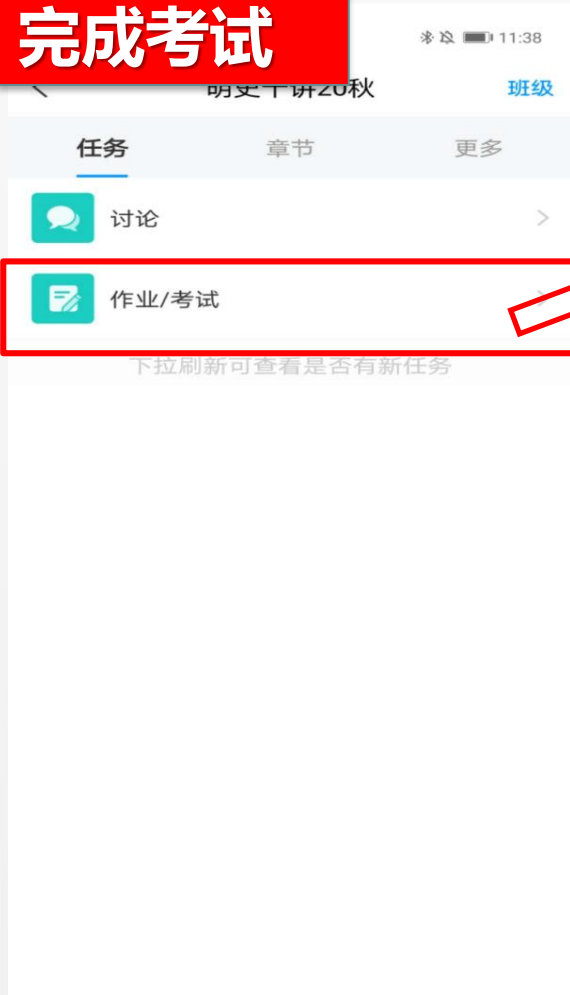 完成考试
11:38
明史十讲20秋
班级
任务
章节
更多
讨论
作业/考试
下拉刷新可查看是否有新任务